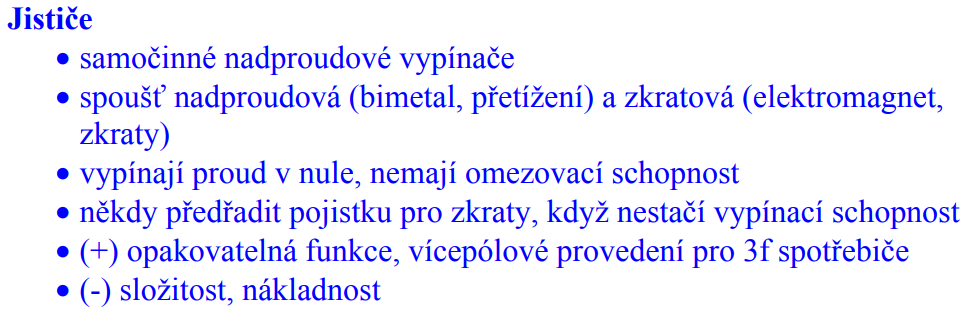 Jističe
• samočinné nadproudové vypínače
• spoušť nadproudová (bimetal, přetížení) a zkratová (elektromagnet,
zkraty)
• vypínají proud v nule, nemají omezovací schopnost
• někdy předřadit pojistku pro zkraty, když nestačí vypínací schopnost
• (+) opakovatelná funkce, vícepólové provedení pro 3f spotřebiče
• (-) složitost, nákladnost